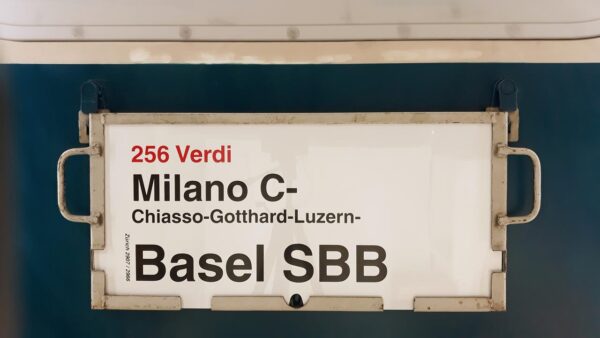 256 Verdi
Milano C-
Chiasso-Gotthard-Luzern-
Basel SBB